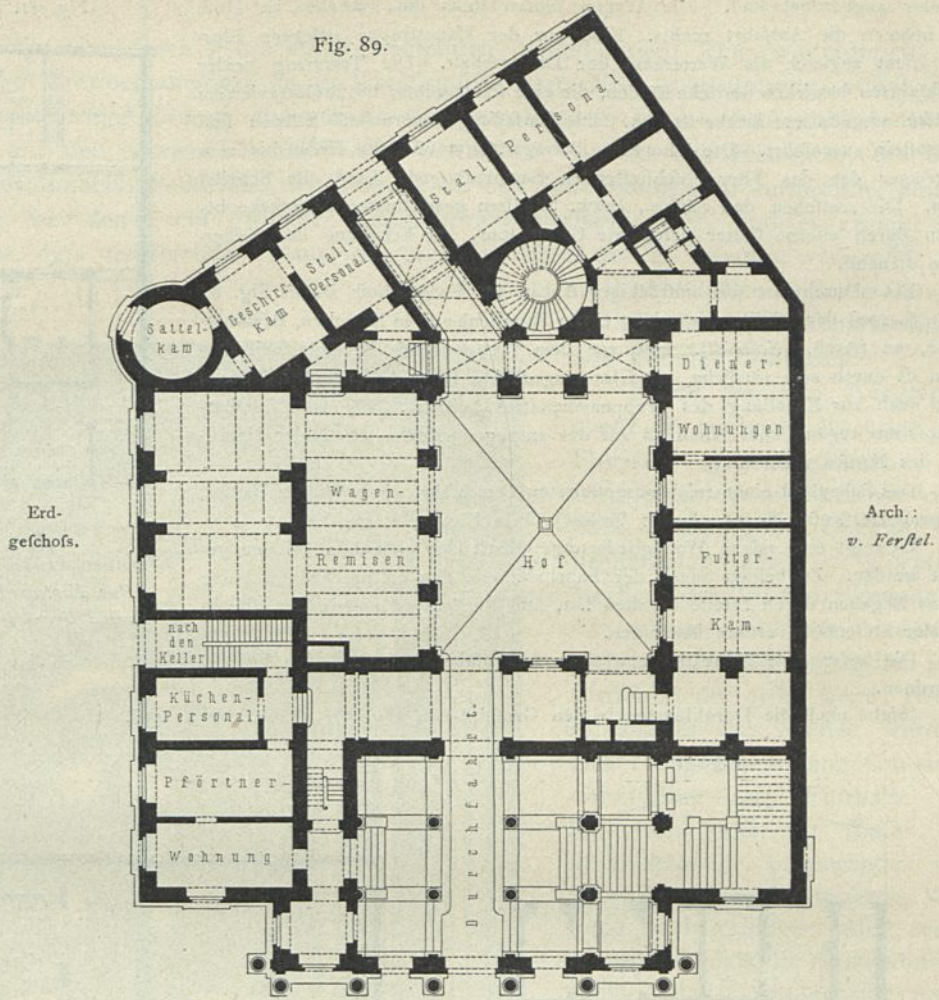 Fig. 89.
Stall-Personal
Stall-
Personal
Geschirr-
Kam
Sattel-
kam
Diener-
Wohnungen
Wagen-
Remisen
Hof
Futter-
Kam.
Erd-
geſchoſs.
Arch.:
v. Ferſtel.
nach
den
Keller
Küchen-
Personal
Pförtner-
Wohnung
Durchfahrt.